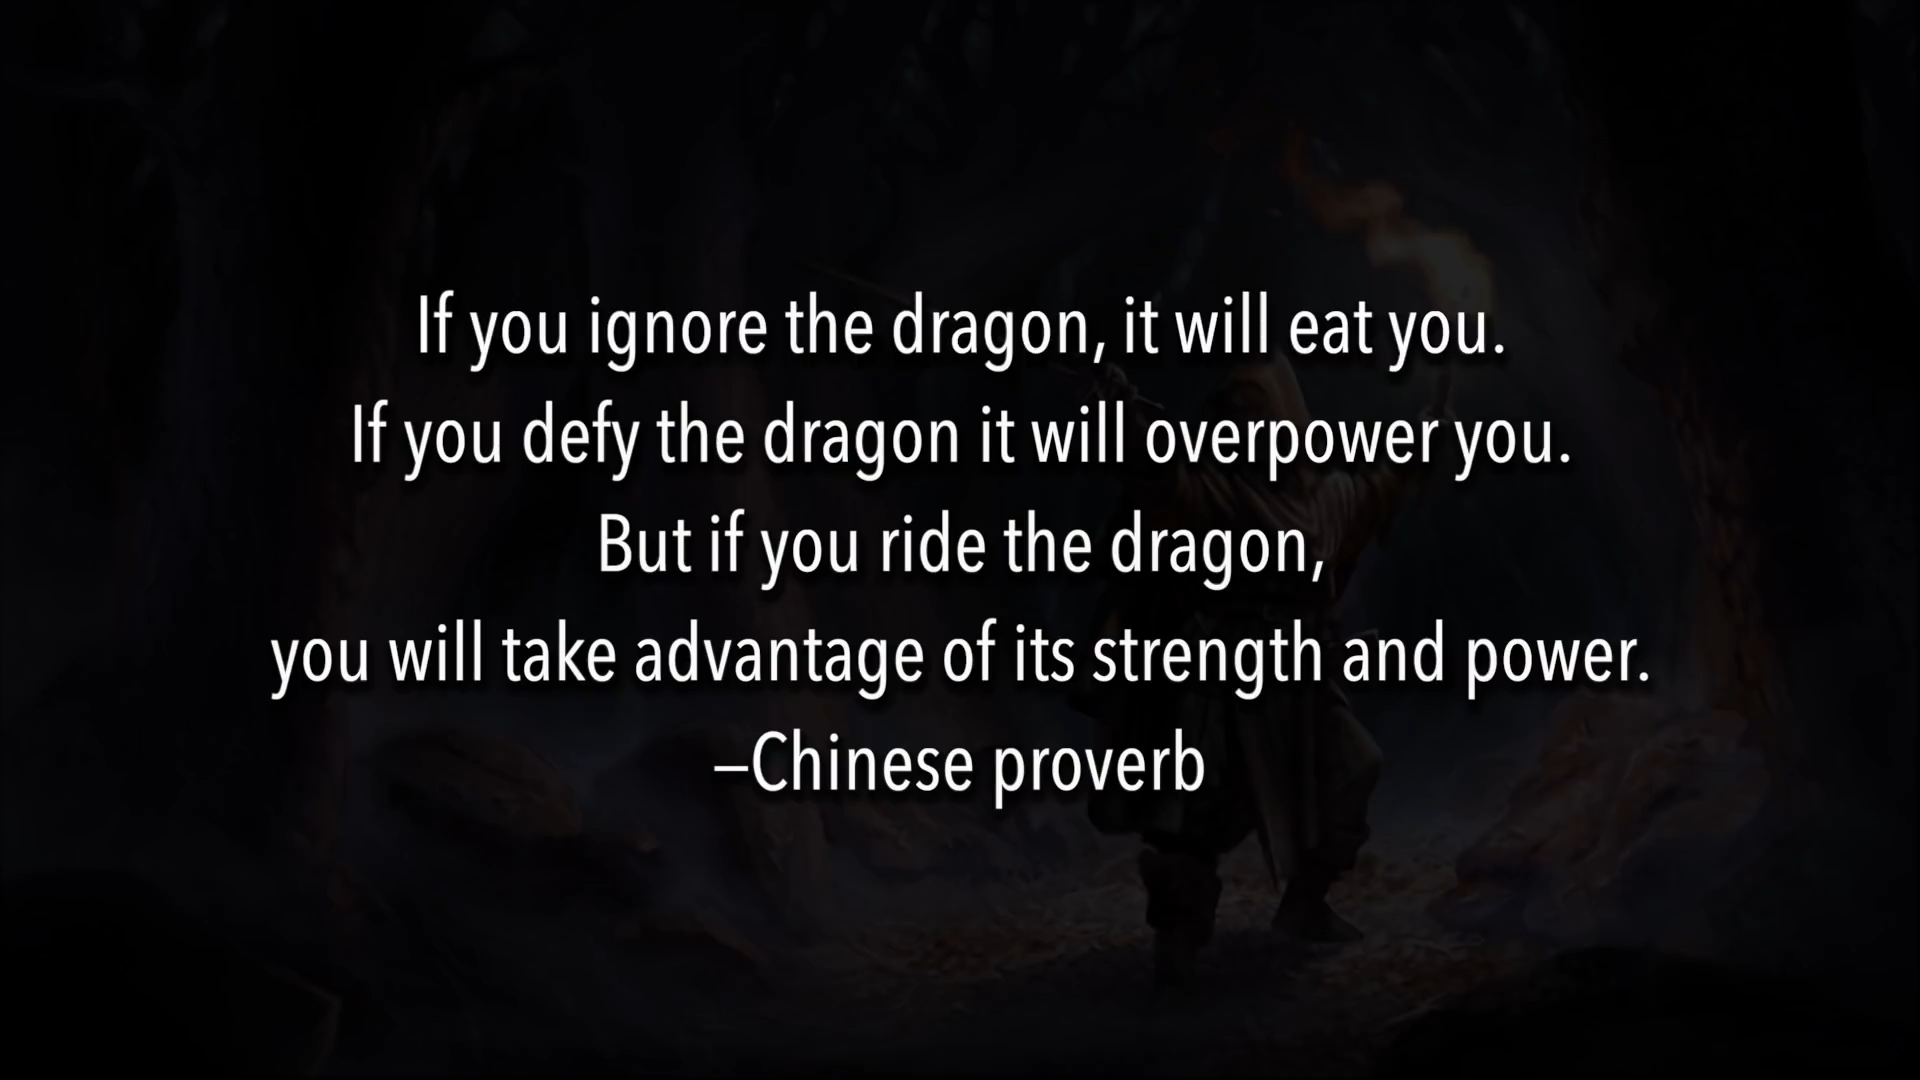 If you ignore the dragon, it will eat you.
If you defy the dragon it will overpower you.
But if you ride the dragon,
you will take advantage of its strength and power.
–Chinese proverb